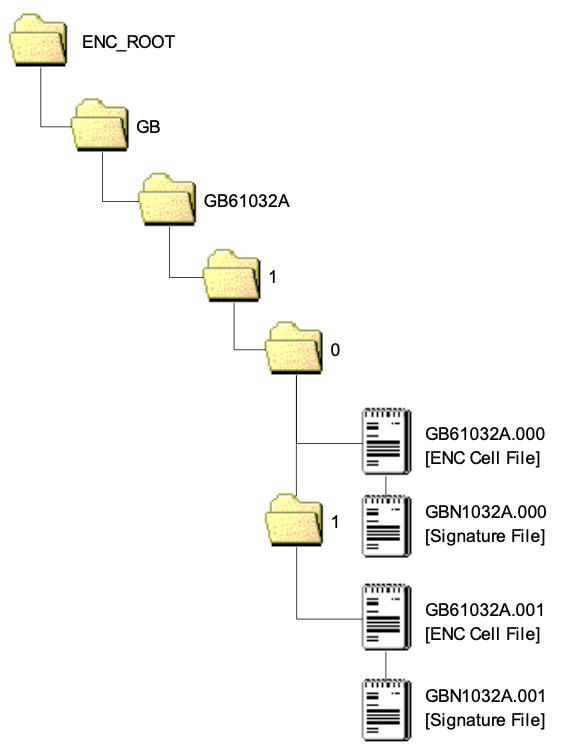 ENC_ROOT
GB
GB61032A
1
0
GB61032A.000
[ENC Cell File]
GBN1032A.000
[Signature File]
1
GB61032A.001
[ENC Cell File]
GBN1032A.001
[Signature File]